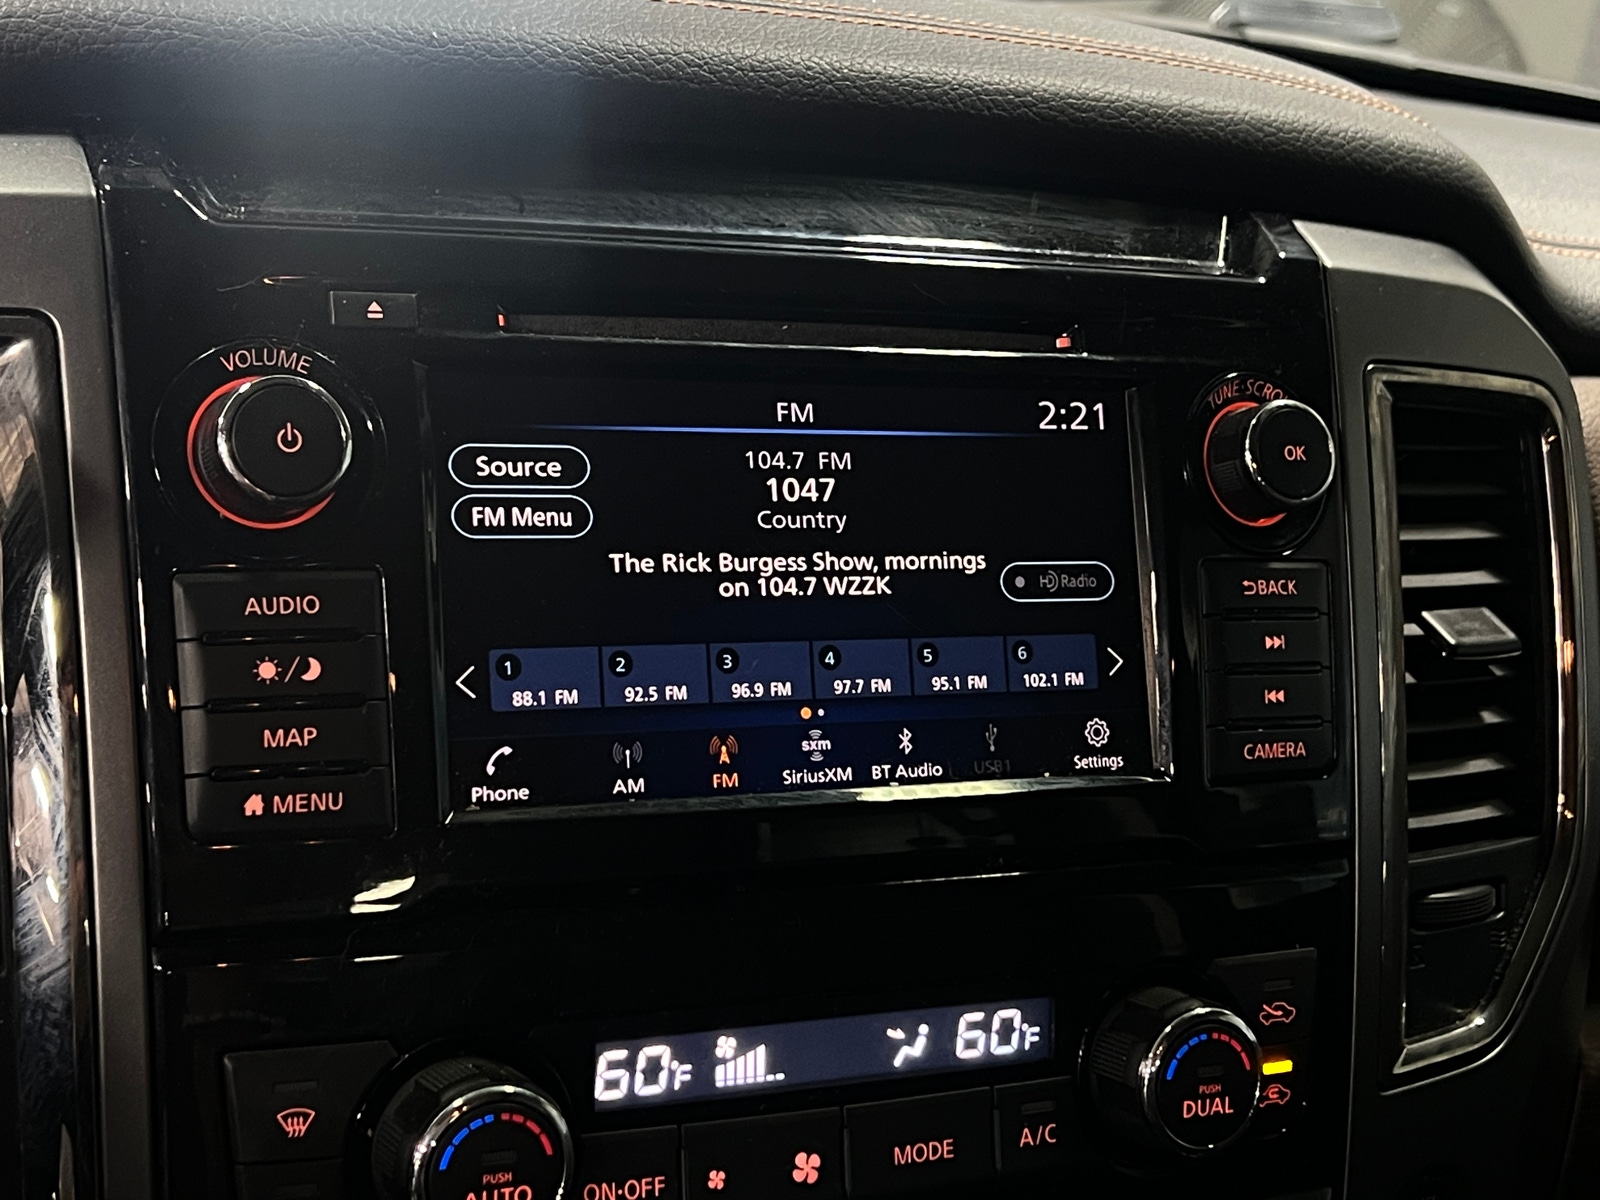 VOLUME
TUNE·SCROLL
FM
2:21
Source
FM Menu
104.7 FM
1047
Country
The Rick Burgess Show, mornings
on 104.7 WZZK
HD Radio
OK
AUDIO
MAP
MENU
BACK
CAMERA
1
88.1 FM
2
92.5 FM
3
96.9 FM
4
97.7 FM
5
95.1 FM
6
102.1 FM
Phone
AM
FM
sxm
SiriusXM
BT Audio
USB1
Settings
60°F
60°F
PUSH
AUTO
ON·OFF
MODE
A/C
PUSH
DUAL